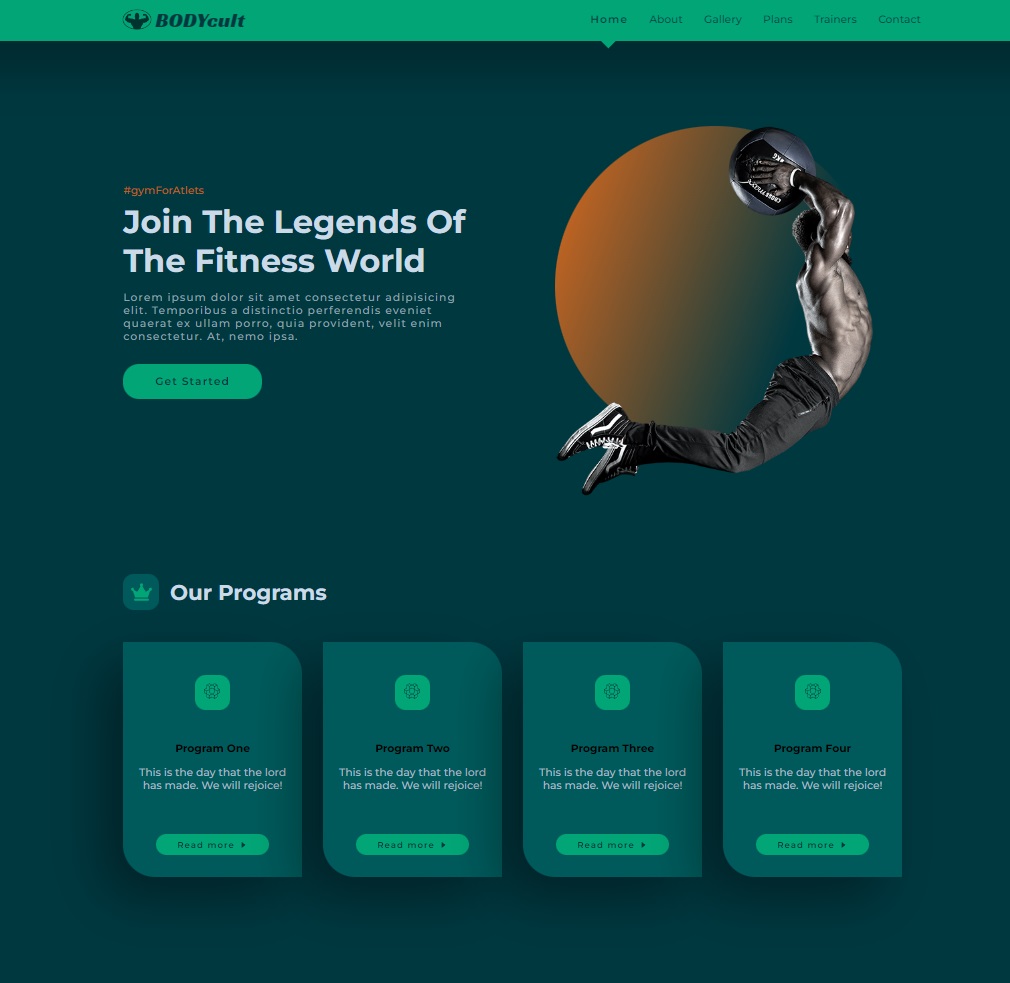 BODYcult
Home About Gallery Plans Trainers Contact
#gymForAtlets
Join The Legends Of
The Fitness World
Lorem ipsum dolor sit amet consectetur adipisicing
elit. Temporibus a distinctio perferendis eveniet
quaerat ex ullam porro, quia provident, velit enim
consectetur. At, nemo ipsa.
Get Started
Our Programs
Program One
This is the day that the lord
has made. We will rejoice!
Read more
Program Two
This is the day that the lord
has made. We will rejoice!
Read more
Program Three
This is the day that the lord
has made. We will rejoice!
Read more
Program Four
This is the day that the lord
has made. We will rejoice!
Read more